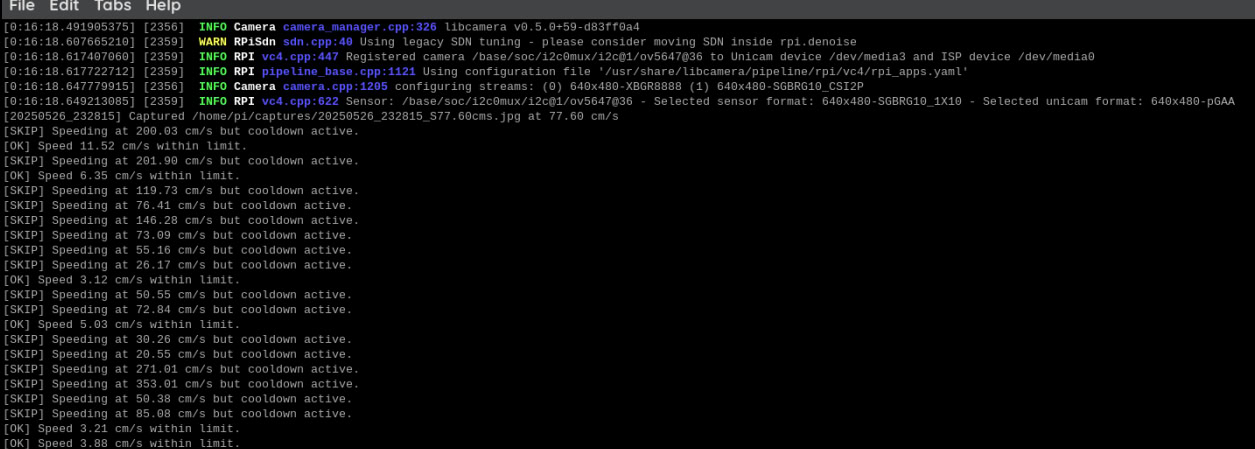 File Edit Tabs Help
[0:16:18.491905375] [2356]  INFO Camera camera_manager.cpp:326 libcamera v0.5.0+59-d83ff0a4
[0:16:18.607665210] [2359]  WARN RPiSdn sdn.cpp:40 Using legacy SDN tuning - please consider moving SDN inside rpi.denoise
[0:16:18.617407060] [2359]  INFO RPI vc4.cpp:447 Registered camera /base/soc/i2c0mux/i2c@1/ov5647@36 to Unicam device /dev/media3 and ISP device /dev/media0
[0:16:18.617722712] [2359]  INFO RPI pipeline_base.cpp:1121 Using configuration file '/usr/share/libcamera/pipeline/rpi/vc4/rpi_apps.yaml'
[0:16:18.647779915] [2356]  INFO Camera camera.cpp:1205 configuring streams: (0) 640x480-XBGR8888 (1) 640x480-SGBRG10_CSI2P
[0:16:18.649213085] [2359]  INFO RPI vc4.cpp:622 Sensor: /base/soc/i2c0mux/i2c@1/ov5647@36 - Selected sensor format: 640x480-SGBRG10_1X10 - Selected unicam format: 640x480-pGAA
[20250526_232815] Captured /home/pi/captures/20250526_232815_S77.60cms.jpg at 77.60 cm/s
[SKIP] Speeding at 200.03 cm/s but cooldown active.
[OK] Speed 11.52 cm/s within limit.
[SKIP] Speeding at 201.90 cm/s but cooldown active.
[OK] Speed 6.35 cm/s within limit.
[SKIP] Speeding at 119.73 cm/s but cooldown active.
[SKIP] Speeding at 76.41 cm/s but cooldown active.
[SKIP] Speeding at 146.28 cm/s but cooldown active.
[SKIP] Speeding at 73.09 cm/s but cooldown active.
[SKIP] Speeding at 55.16 cm/s but cooldown active.
[SKIP] Speeding at 26.17 cm/s but cooldown active.
[OK] Speed 3.12 cm/s within limit.
[SKIP] Speeding at 50.55 cm/s but cooldown active.
[SKIP] Speeding at 72.84 cm/s but cooldown active.
[OK] Speed 5.03 cm/s within limit.
[SKIP] Speeding at 30.26 cm/s but cooldown active.
[SKIP] Speeding at 20.55 cm/s but cooldown active.
[SKIP] Speeding at 271.01 cm/s but cooldown active.
[SKIP] Speeding at 353.01 cm/s but cooldown active.
[SKIP] Speeding at 50.38 cm/s but cooldown active.
[SKIP] Speeding at 85.08 cm/s but cooldown active.
[OK] Speed 3.21 cm/s within limit.
[OK] Speed 3.88 cm/s within limit.